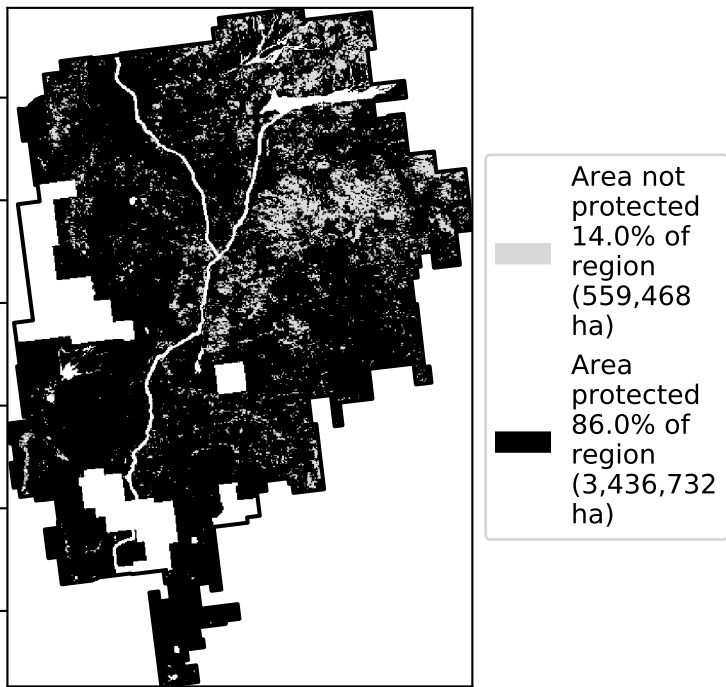 Area not
protected
14.0% of
region
(559,468
ha)
Area
protected
86.0% of
region
(3,436,732
ha)